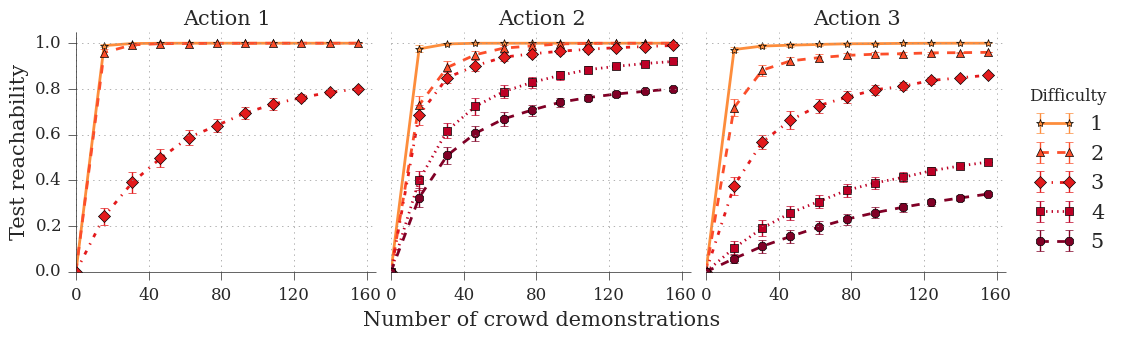 Action 1
Action 2
Action 3
Test reachability
1.0
0.8
0.6
0.4
0.2
0.0
0 40 80 120 160
0 40 80 120 160
0 40 80 120 160
Number of crowd demonstrations
Difficulty
1
2
3
4
5